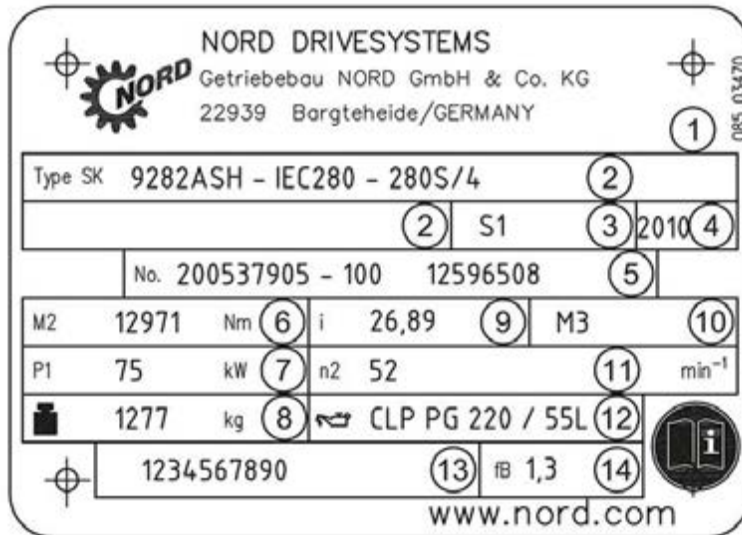 NORD DRIVESYSTEMS
NORD
Getriebebau NORD GmbH & Co. KG
22939 Bargteheide/GERMANY
085 03470
1
Type SK 9282ASH - IEC280 - 280S/4 2
2 S1 3 2010 4
No. 200537905 - 100 12596508 5
M2 12971 Nm 6 i 26,89 9 M3 10
P1 75 kW 7 n2 52 11 min⁻¹
1277 kg 8 CLP PG 220 / 55L 12
i
1234567890 13 fB 1,3 14
www.nord.com